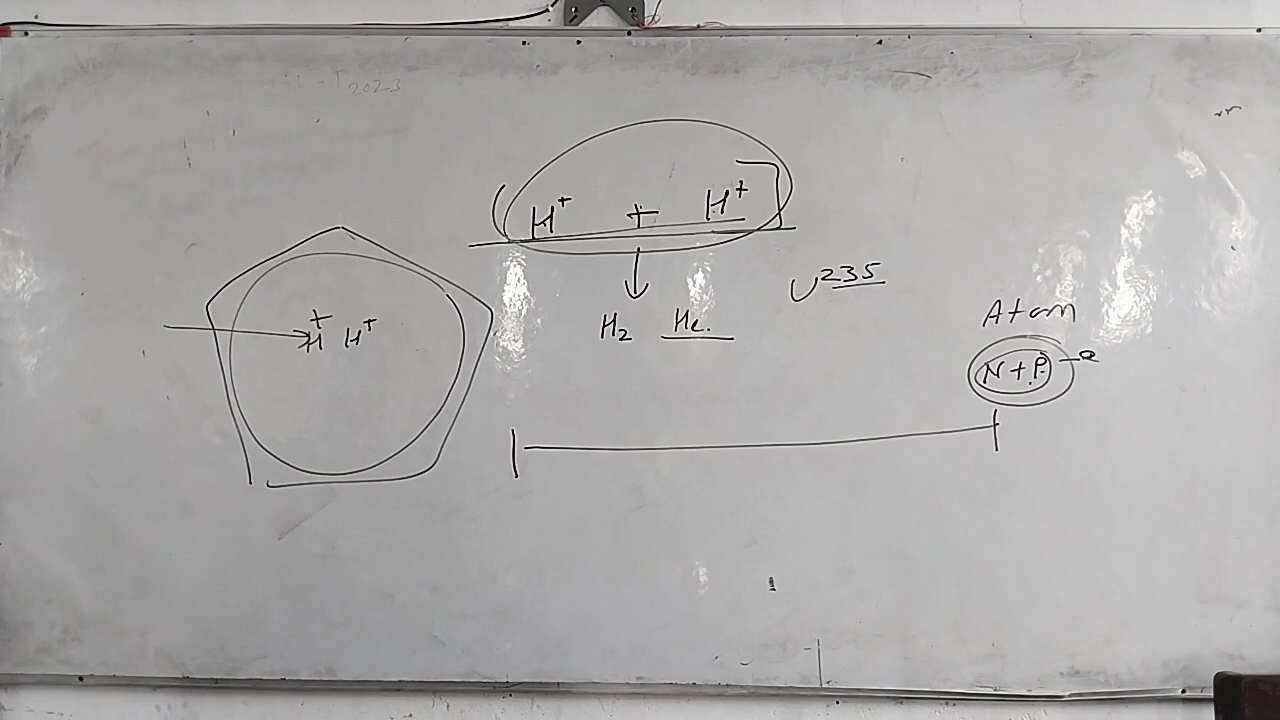 2023
H⁺ + H⁺
U²³⁵
H₂ He.
Atom
H⁺ H⁺
N+P -e